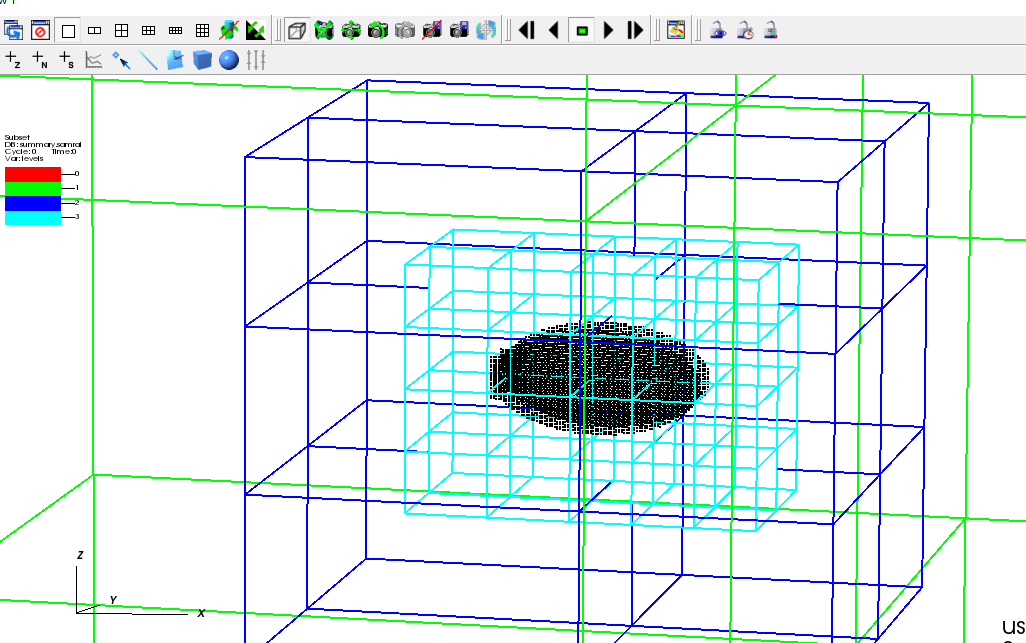 Z
N
S
Subset
DB: summary.samrai
Cycle: 0 Time:0
Var: levels
0
1
2
3
Z
Y
X
us